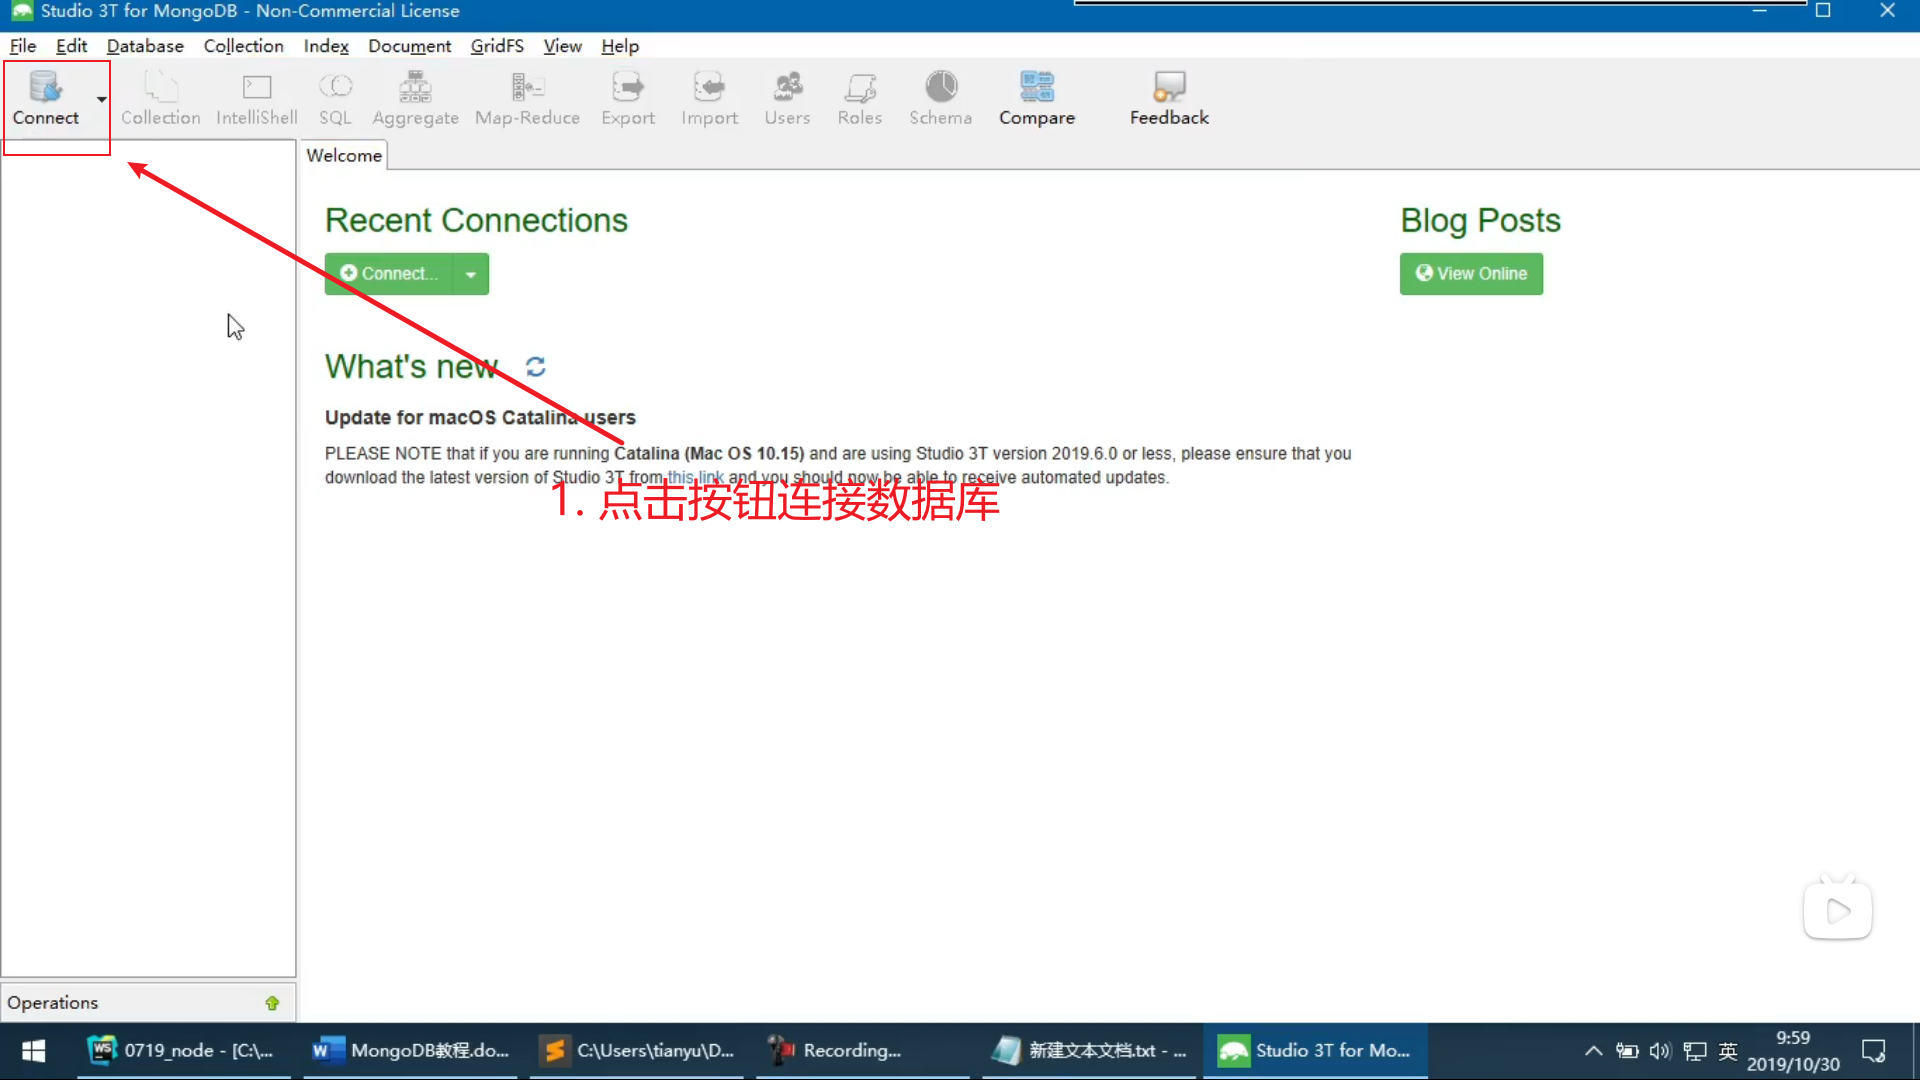 Studio 3T for MongoDB - Non-Commercial License
File Edit Database Collection Index Document GridFS View Help
Connect Collection IntelliShell SQL Aggregate Map-Reduce Export Import Users Roles Schema Compare Feedback
Welcome
Recent Connections
Blog Posts
Connect...
View Online
What's new
Update for macOS Catalina users
PLEASE NOTE that if you are running Catalina (Mac OS 10.15) and are using Studio 3T version 2019.6.0 or less, please ensure that you
download the latest version of Studio 3T from this link and you should now be able to receive automated updates.
1. 点击按钮连接数据库
Operations
0719_node - [C:\...
MongoDB教程.do...
C:\Users\tianyu\D...
Recording...
新建文本文档.txt - ...
Studio 3T for Mo...
英
9:59
2019/10/30